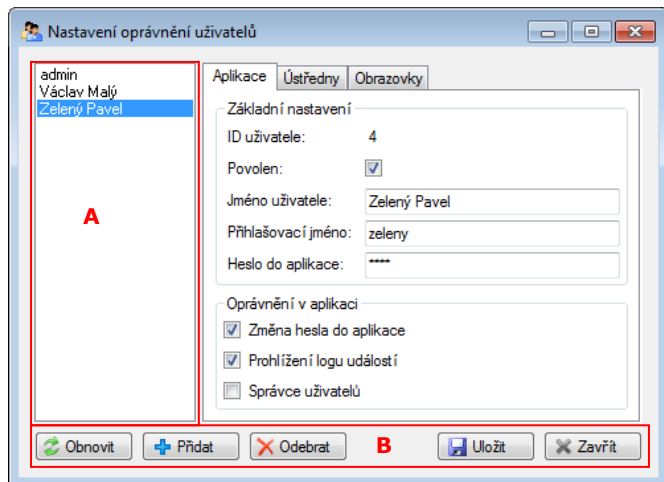 Nastavení oprávnění uživatelů
admin
Václav Malý
Zelený Pavel
A
Aplikace Ústředny Obrazovky
Základní nastavení
ID uživatele: 4
Povolen:
Jméno uživatele: Zelený Pavel
Přihlašovací jméno: zeleny
Heslo do aplikace: ****
Oprávnění v aplikaci
Změna hesla do aplikace
Prohlížení logu událostí
Správce uživatelů
Obnovit Přidat Odebrat B Uložit Zavřít